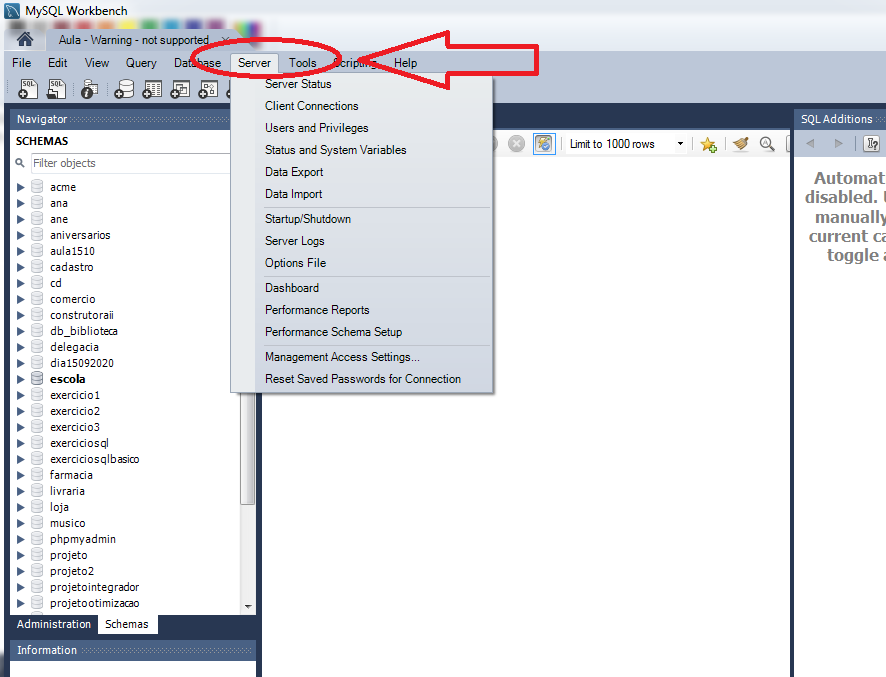 MySQL Workbench
Aula - Warning - not supported
File Edit View Query Database Server Tools Scripting Help
SQL SQL
Navigator
SCHEMAS
Filter objects
acme
ana
ane
aniversarios
aula1510
cadastro
cd
comercio
construtoraii
db_biblioteca
delegacia
dia15092020
escola
exercicio1
exercicio2
exercicio3
exerciciosql
exerciciosqlbasico
farmacia
livraria
loja
musico
phpmyadmin
projeto
projeto2
projetointegrador
projetootimizacao
Administration Schemas
Information
Server Status
Client Connections
Users and Privileges
Status and System Variables
Data Export
Data Import
Startup/Shutdown
Server Logs
Options File
Dashboard
Performance Reports
Performance Schema Setup
Management Access Settings...
Reset Saved Passwords for Connection
Limit to 1000 rows
SQL Additions
Automat
disabled.
manually
current ca
toggle a